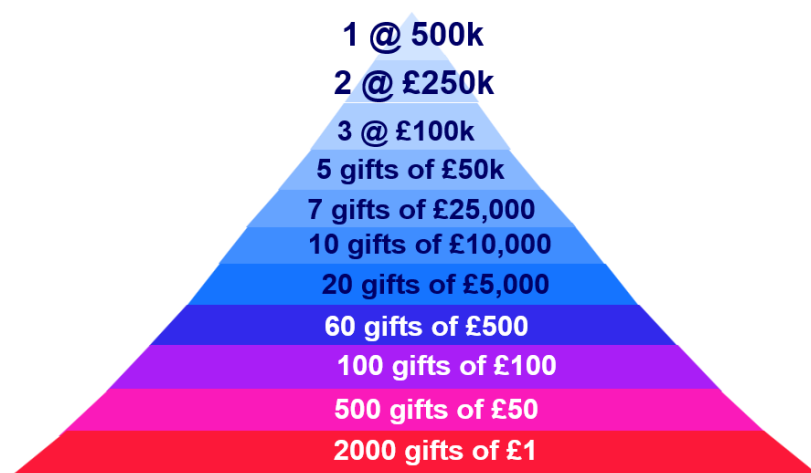 1 @ 500k
2 @ £250k
3 @ £100k
5 gifts of £50k
7 gifts of £25,000
10 gifts of £10,000
20 gifts of £5,000
60 gifts of £500
100 gifts of £100
500 gifts of £50
2000 gifts of £1